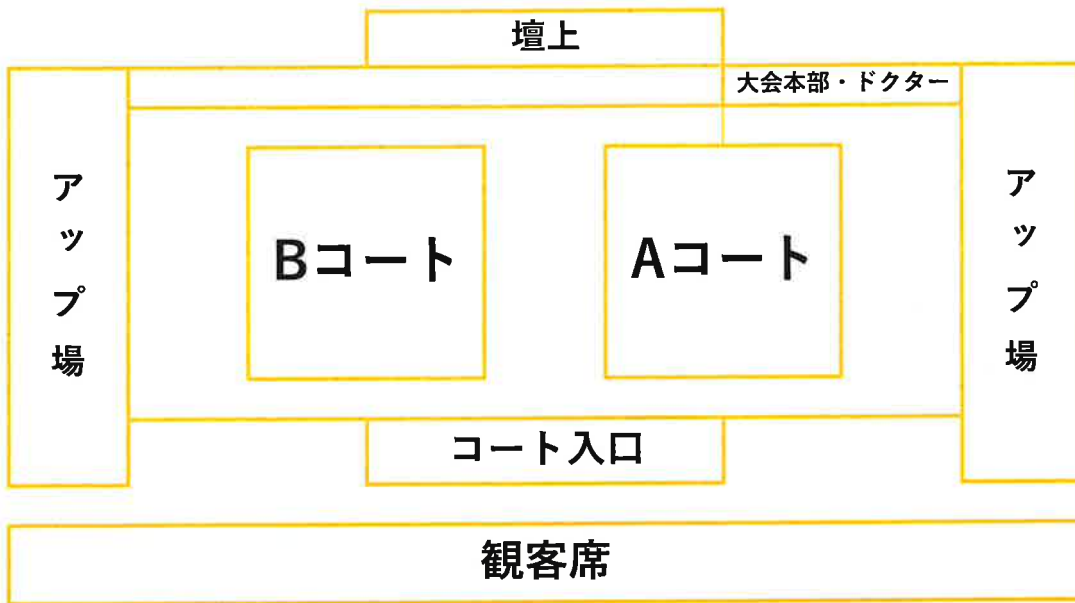 壇上
大会本部・ドクター
アップ場
Bコート
Aコート
アップ場
コート入口
観客席